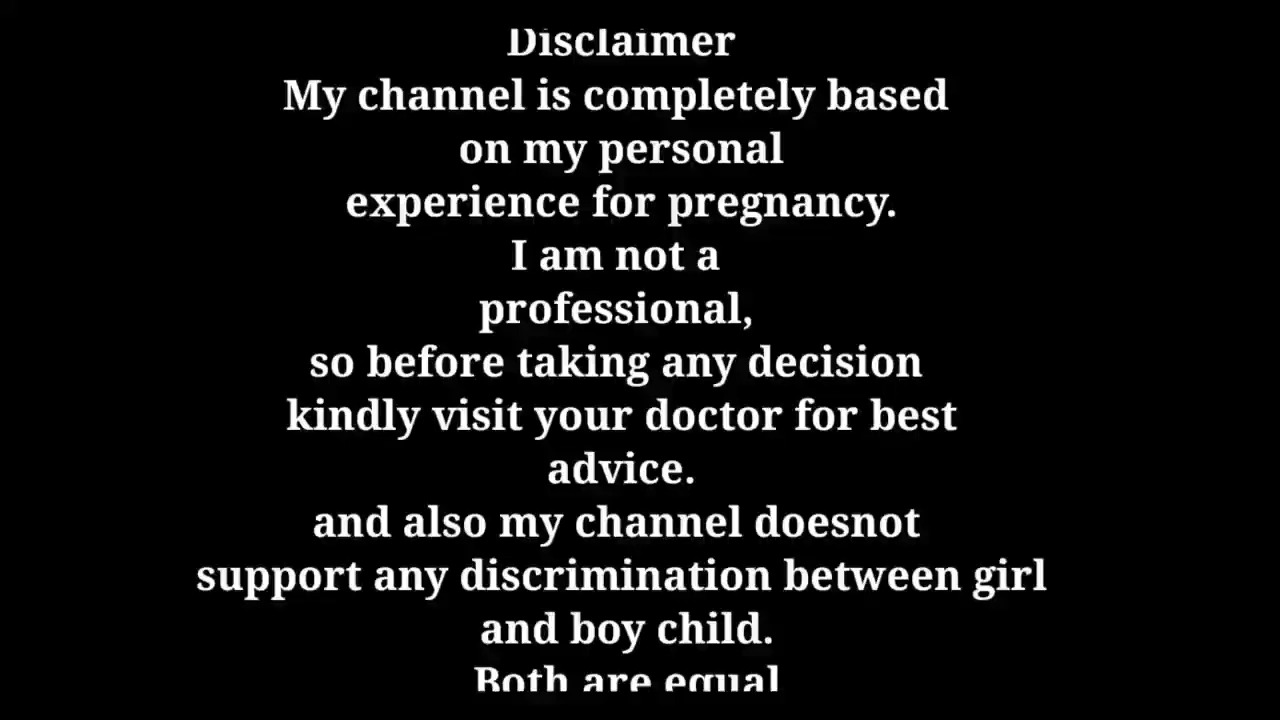 Disclaimer
My channel is completely based
on my personal
experience for pregnancy.
I am not a
professional,
so before taking any decision
kindly visit your doctor for best
advice.
and also my channel doesnot
support any discrimination between girl
and boy child.
Both are equal